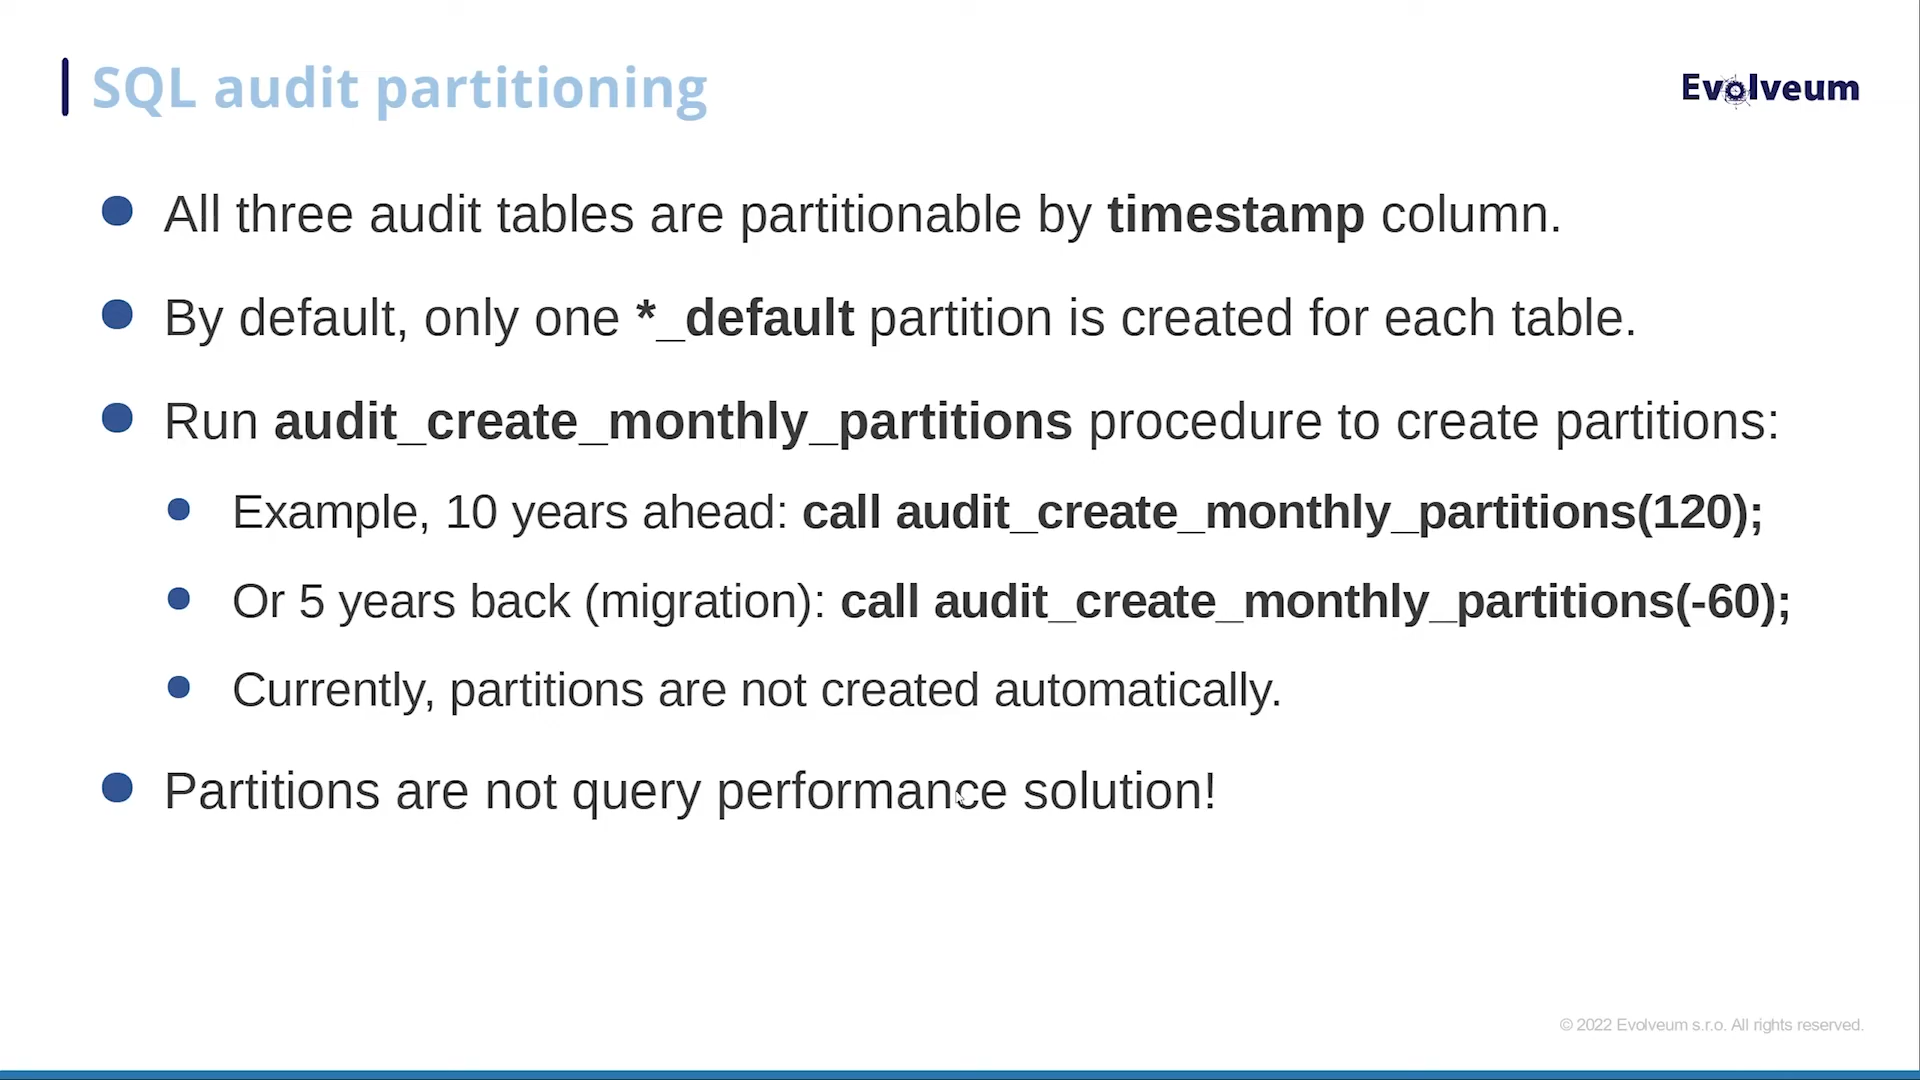 SQL audit partitioning
Evolveum
All three audit tables are partitionable by timestamp column.
By default, only one *_default partition is created for each table.
Run audit_create_monthly_partitions procedure to create partitions:
Example, 10 years ahead: call audit_create_monthly_partitions(120);
Or 5 years back (migration): call audit_create_monthly_partitions(-60);
Currently, partitions are not created automatically.
Partitions are not query performance solution!
© 2022 Evolveum s.r.o. All rights reserved.